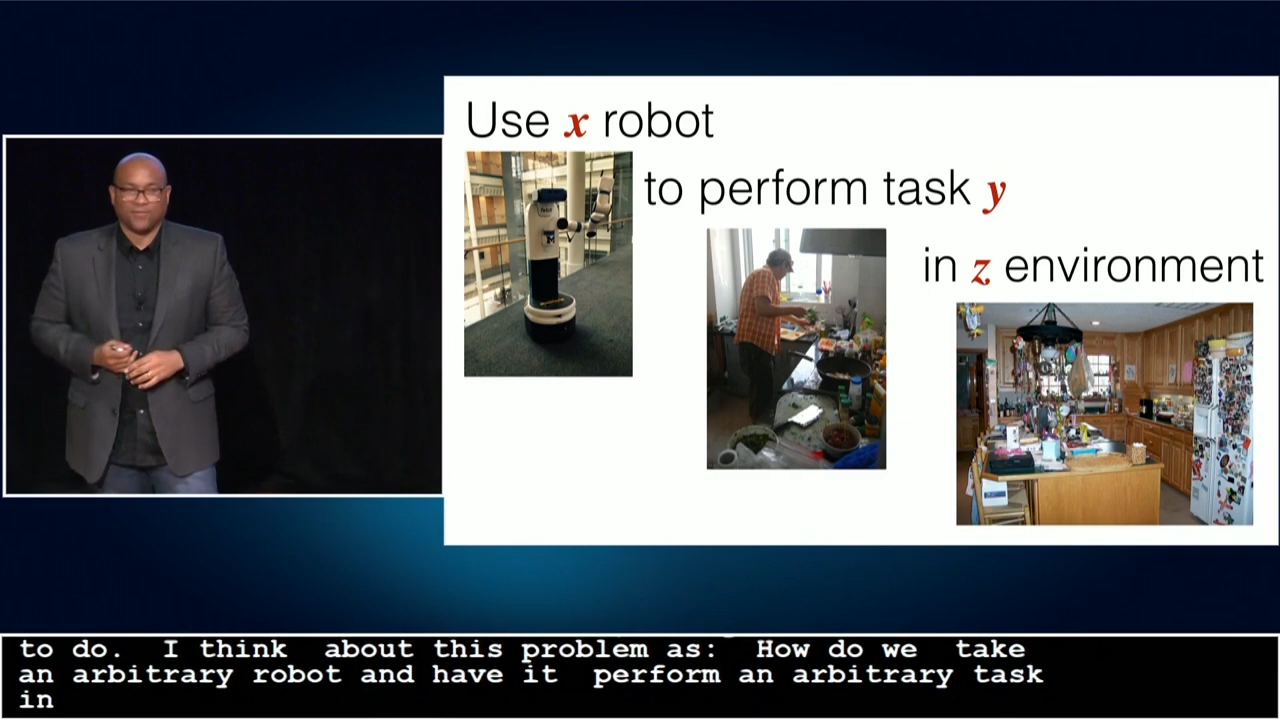 Use x robot
to perform task y
in z environment
to do. I think about this problem as: How do we take
an arbitrary robot and have it perform an arbitrary task
in